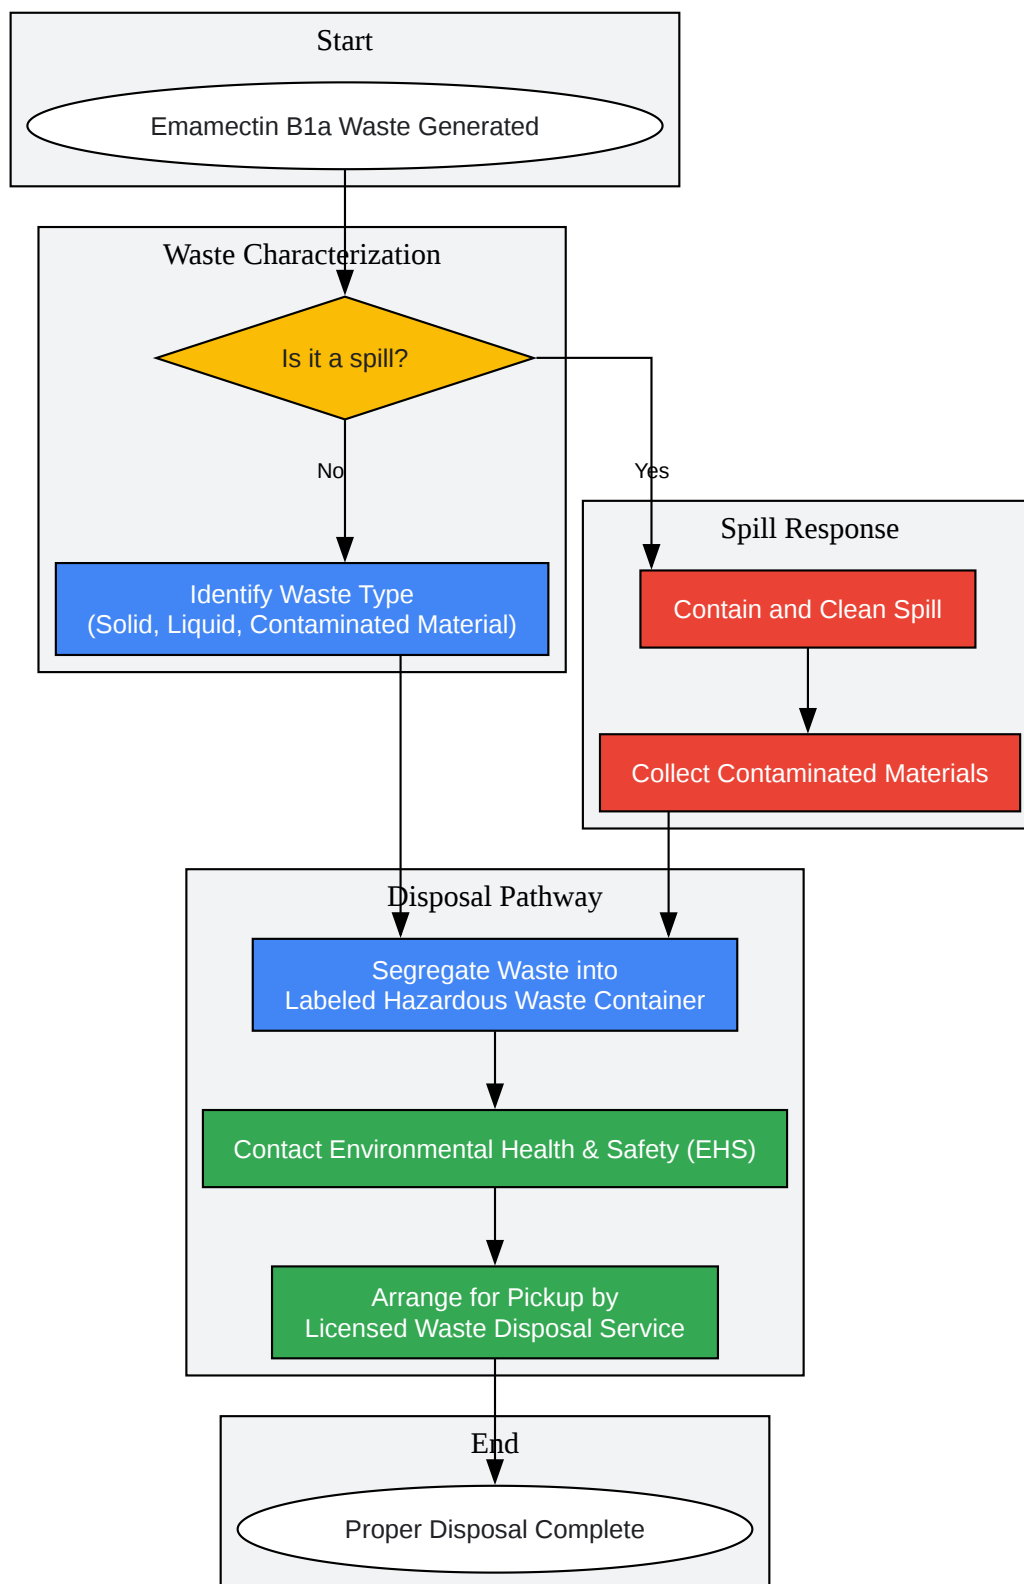 Start
Emamectin B1a Waste Generated
Waste Characterization
Is it a spill?
No
Yes
Identify Waste Type
(Solid, Liquid, Contaminated Material)
Spill Response
Contain and Clean Spill
Collect Contaminated Materials
Disposal Pathway
Segregate Waste into
Labeled Hazardous Waste Container
Contact Environmental Health & Safety (EHS)
Arrange for Pickup by
Licensed Waste Disposal Service
End
Proper Disposal Complete